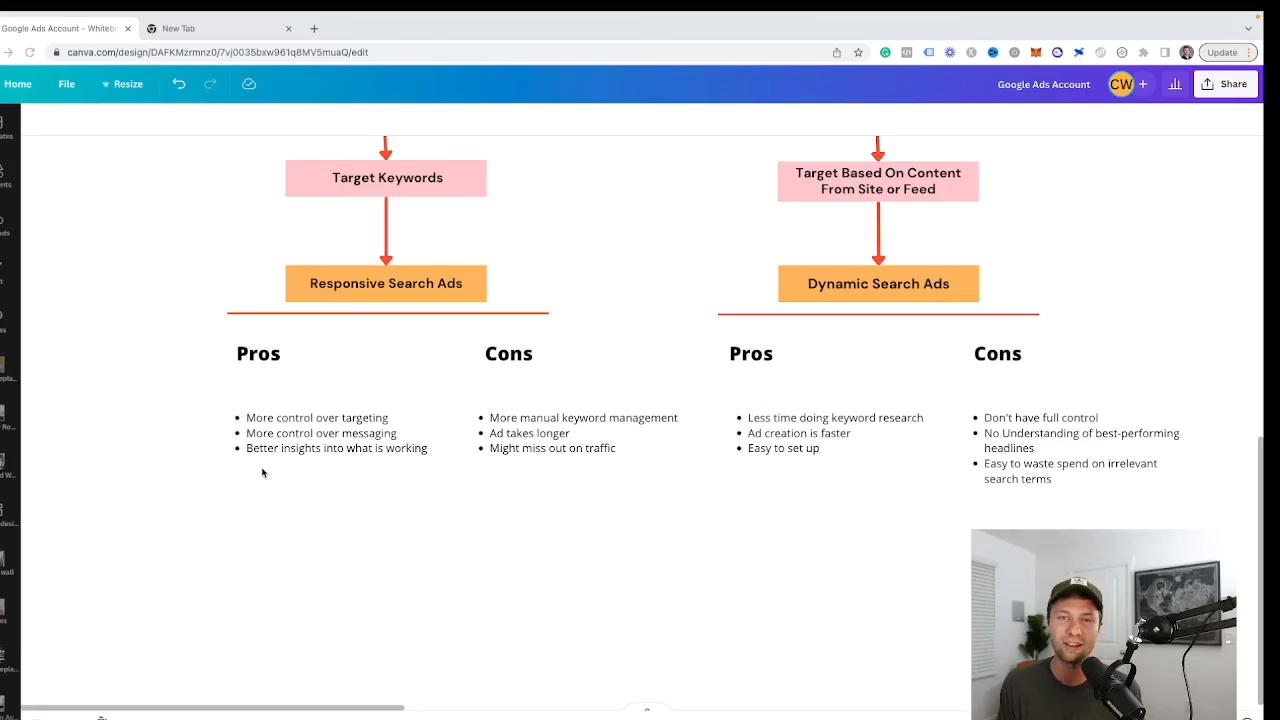 Google Ads Account – Whitebo
New Tab
canva.com/design/DAFKMzrmnz0/7vj0035bxw961q8MV5muaQ/edit
Update
Home
File
Resize
Google Ads Account
CW
Share
Target Keywords
Target Based On Content
From Site or Feed
Responsive Search Ads
Dynamic Search Ads
Pros
Cons
Pros
Cons
• More control over targeting
• More control over messaging
• Better insights into what is working
• More manual keyword management
• Ad takes longer
• Might miss out on traffic
• Less time doing keyword research
• Ad creation is faster
• Easy to set up
• Don't have full control
• No Understanding of best-performing
headlines
• Easy to waste spend on irrelevant
search terms